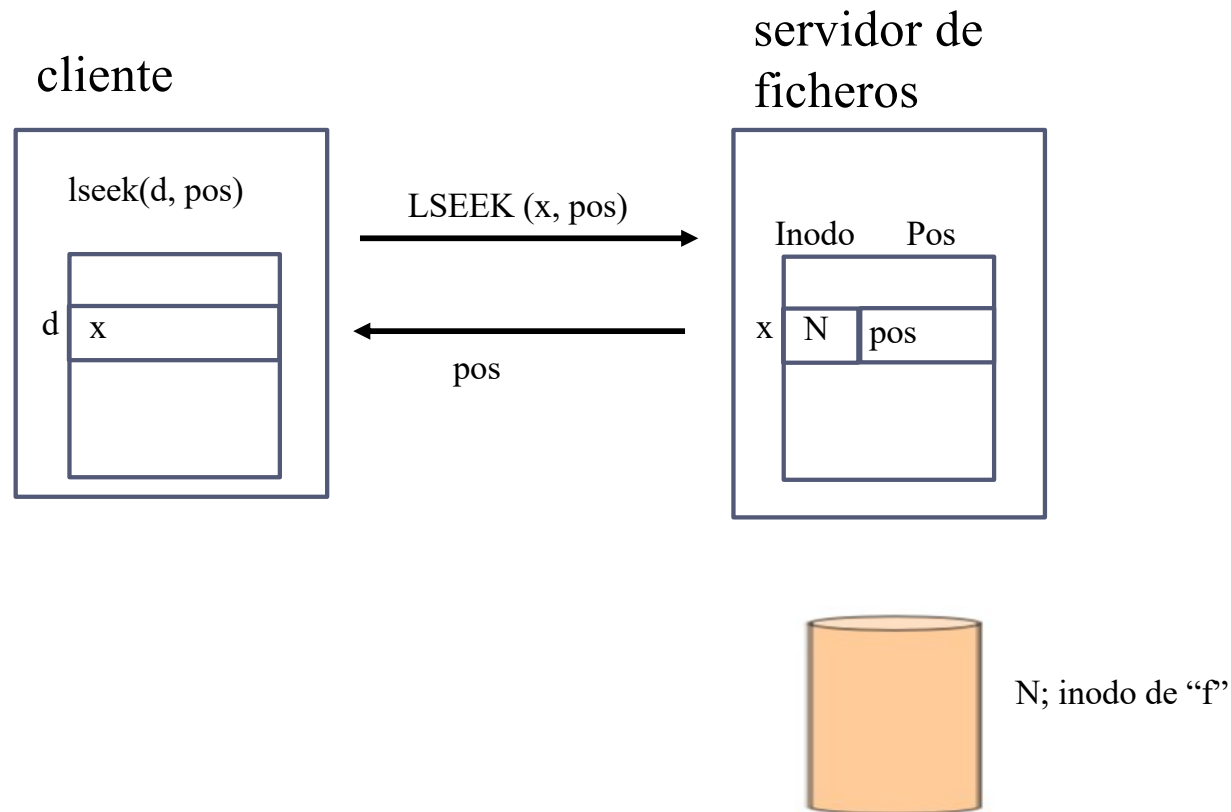 cliente
servidor de
ficheros
lseek(d, pos)
LSEEK (x, pos)
Inodo Pos
d x
x N pos
pos
N; inodo de “f”